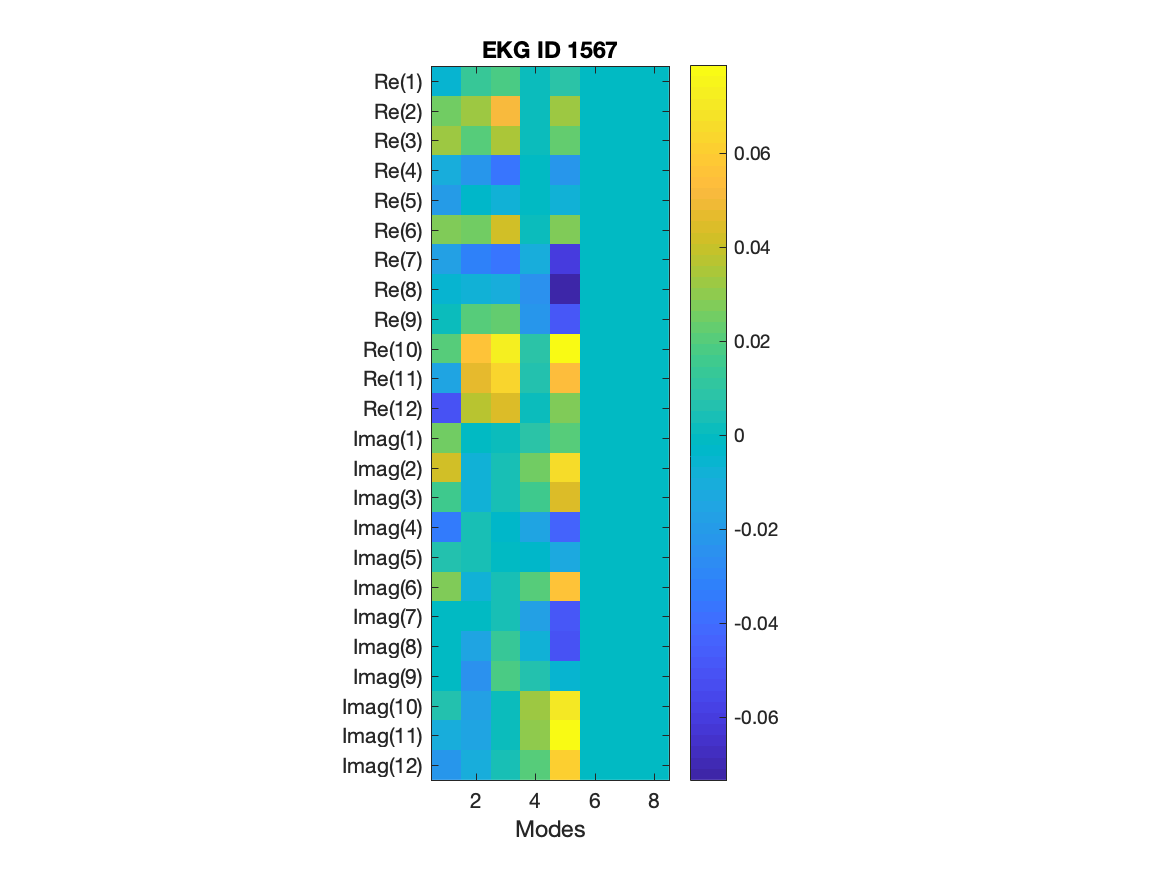 EKG ID 1567
Re(1)
Re(2)
Re(3)
Re(4)
Re(5)
Re(6)
Re(7)
Re(8)
Re(9)
Re(10)
Re(11)
Re(12)
Imag(1)
Imag(2)
Imag(3)
Imag(4)
Imag(5)
Imag(6)
Imag(7)
Imag(8)
Imag(9)
Imag(10)
Imag(11)
Imag(12)
2 4 6 8
Modes
0.06
0.04
0.02
0
-0.02
-0.04
-0.06